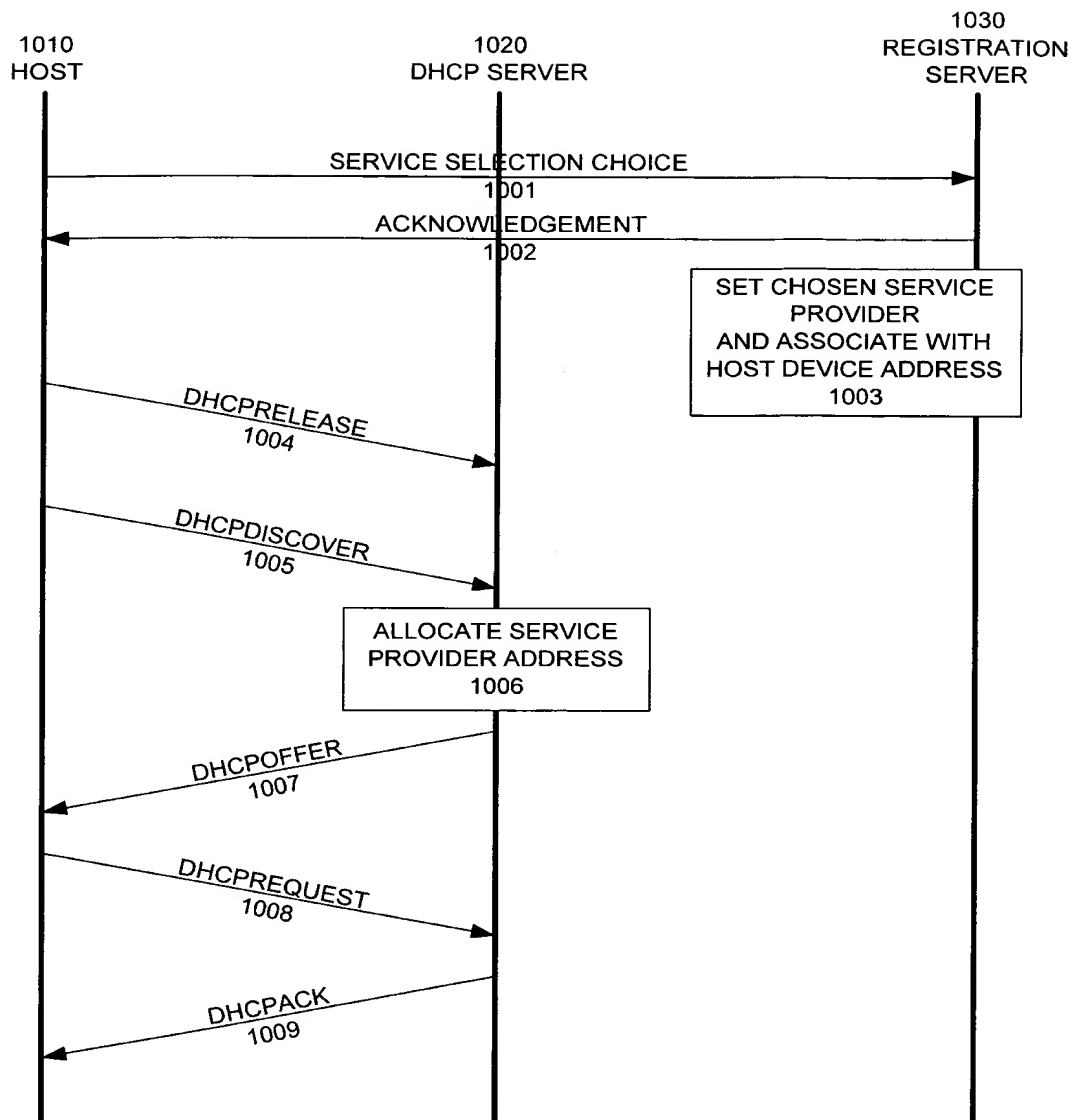 1010
HOST
1020
DHCP SERVER
1030
REGISTRATION
SERVER
SERVICE SELECTION CHOICE
1001
ACKNOWLEDGEMENT
1002
SET CHOSEN SERVICE
PROVIDER
AND ASSOCIATE WITH
HOST DEVICE ADDRESS
1003
DHCPRELEASE
1004
DHCPDISCOVER
1005
ALLOCATE SERVICE
PROVIDER ADDRESS
1006
DHCPOFFER
1007
DHCPREQUEST
1008
DHCPACK
1009